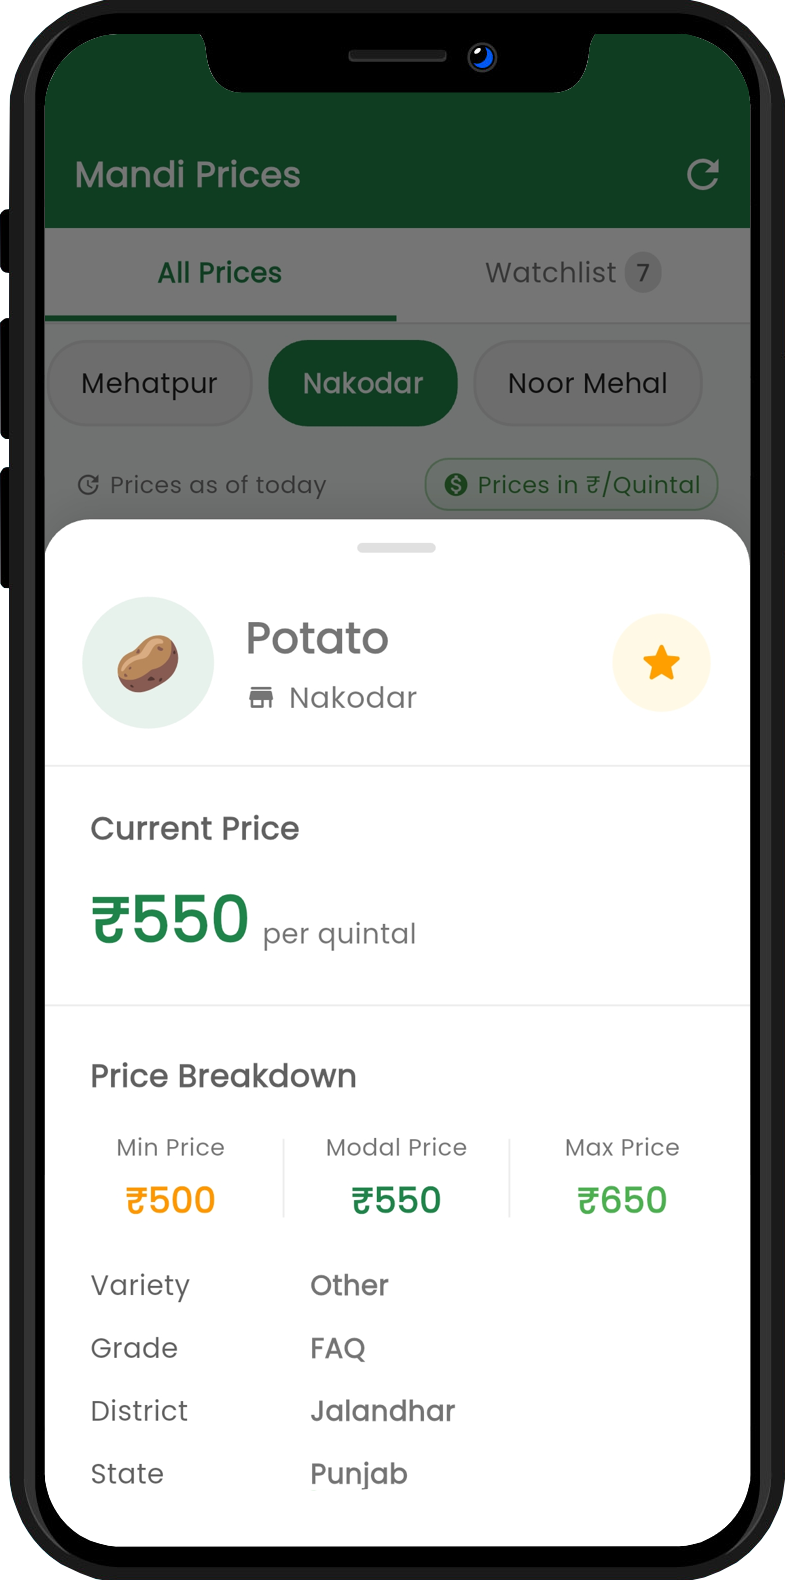 Mandi Prices
All Prices
Watchlist 7
Mehatpur
Nakodar
Noor Mehal
Prices as of today
Prices in ₹/Quintal
Potato
Nakodar
Current Price
₹550 per quintal
Price Breakdown
Min Price
Modal Price
Max Price
₹500
₹550
₹650
Variety
Other
Grade
FAQ
District
Jalandhar
State
Punjab